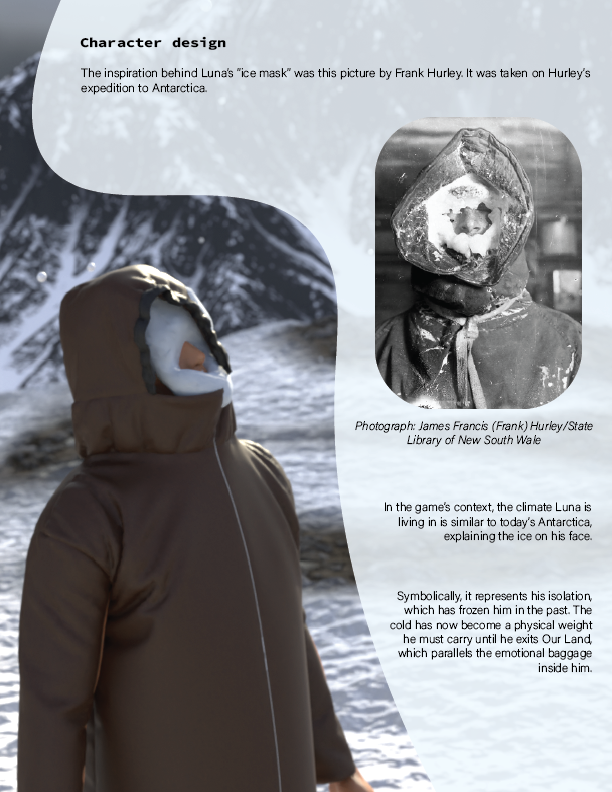 Character design
The inspiration behind Luna's "ice mask" was this picture by Frank Hurley. It was taken on Hurley's
expedition to Antarctica.
Photograph: James Francis (Frank) Hurley/State
Library of New South Wale
In the game's context, the climate Luna is
living in is similar to today's Antarctica,
explaining the ice on his face.
Symbolically, it represents his isolation,
which has frozen him in the past. The
cold has now become a physical weight
he must carry until he exits Our Land,
which parallels the emotional baggage
inside him.